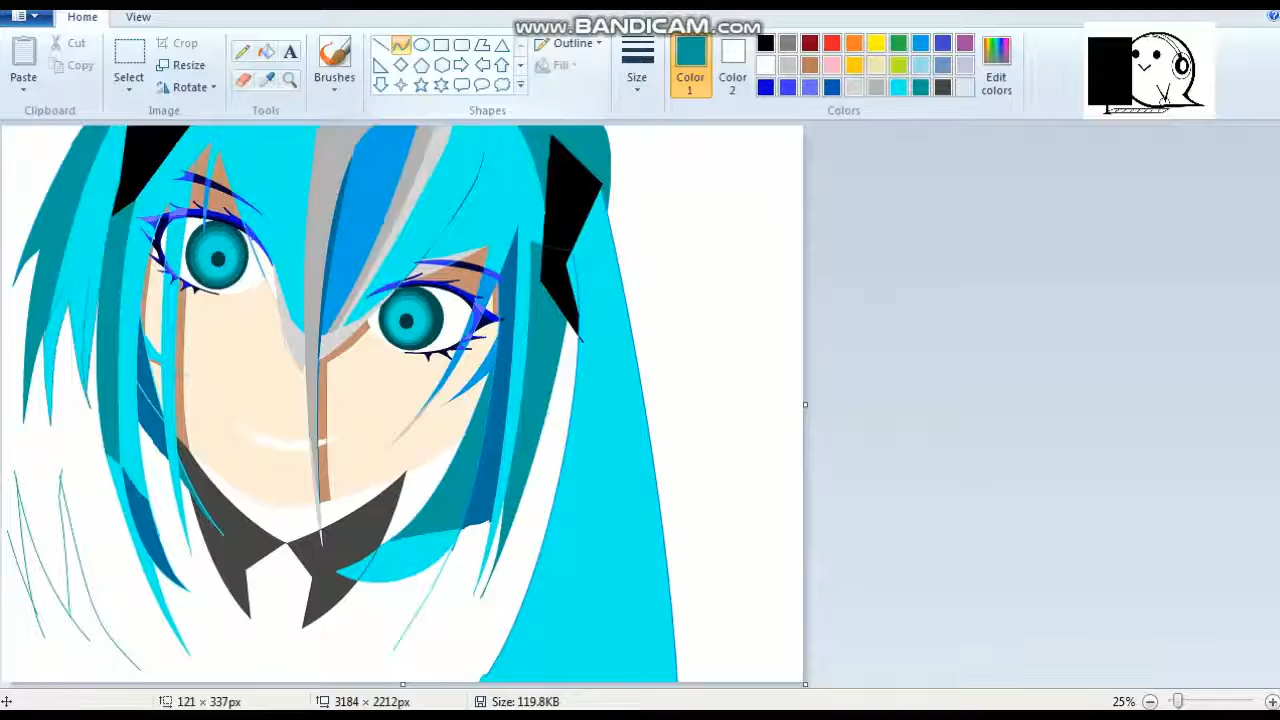 www.BANDICAM.com
Home View
Cut
Copy
Paste
Clipboard
Select
Crop
Resize
Rotate
Image
A
Tools
Brushes
Outline
Fill
Shapes
Size
Color 1
Color 2
Edit colors
Colors
121 × 337px
3184 × 2212px
Size: 119.8KB
25%